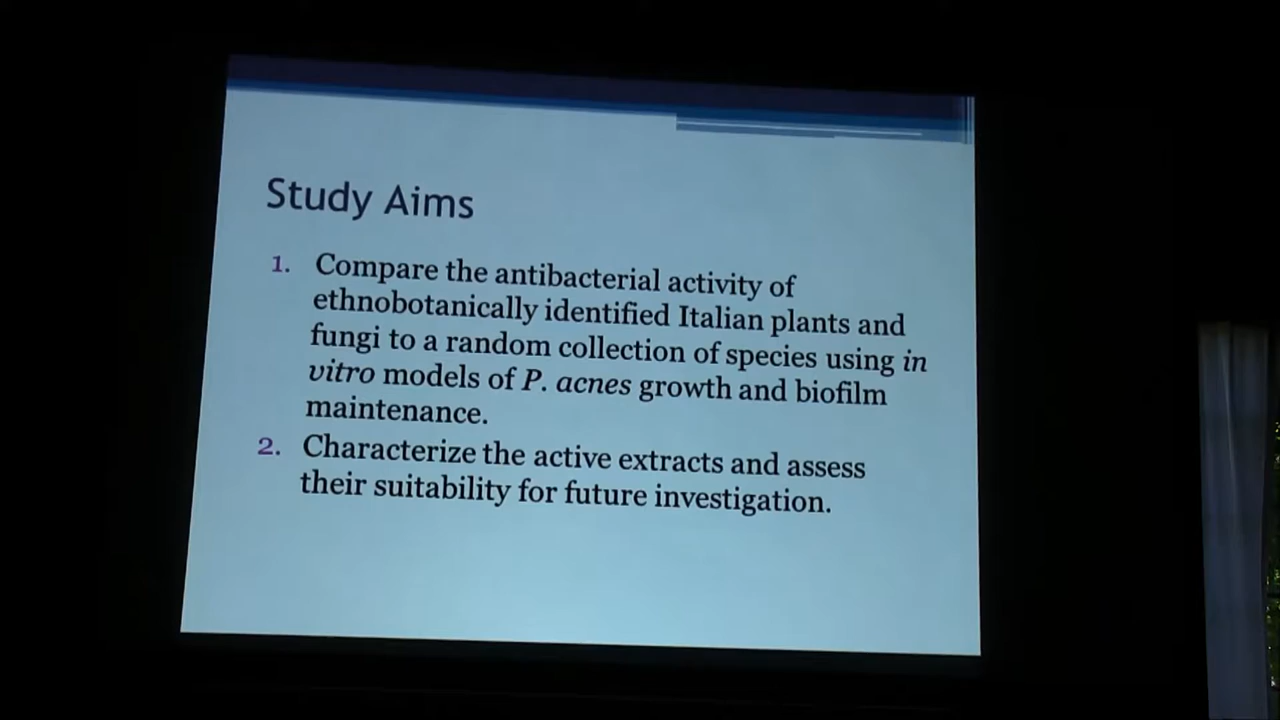 Study Aims
1. Compare the antibacterial activity of
ethnobotanically identified Italian plants and
fungi to a random collection of species using in
vitro models of P. acnes growth and biofilm
maintenance.
2. Characterize the active extracts and assess
their suitability for future investigation.